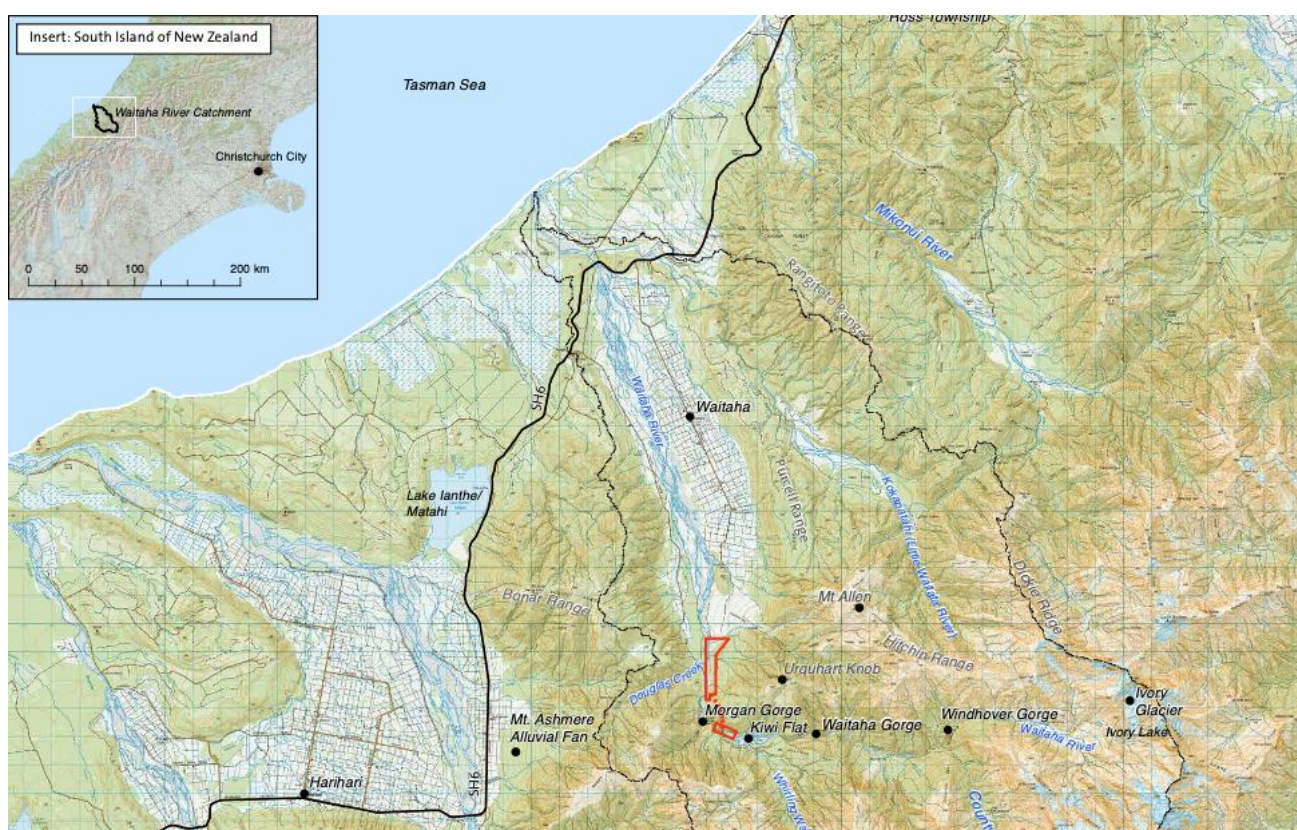 Insert: South Island of New Zealand
Waitaha River Catchment
Christchurch City
0 50 100 200 km
Tasman Sea
Ross Township
Mikonui River
Rangitoto Range
SH6
Waitaha River
Waitaha
Purcell Range
Kokapatahi (Little Waitaha River)
Lake Ianthe/
Matahi
Dickie Ridge
Bonar Range
Mt Allen
Hitchin Range
Douglas Creek
Urquhart Knob
Ivory
Glacier
Morgan Gorge
Kiwi Flat
Waitaha Gorge
Windhover Gorge
Waitaha River
Ivory Lake
Mt. Ashmere
Alluvial Fan
SH6
Harihari